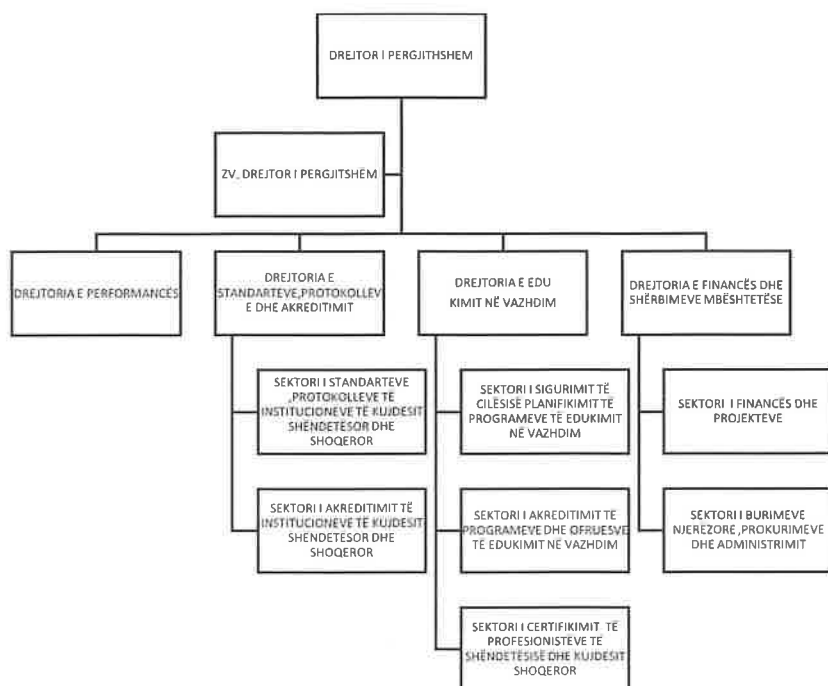 DREJTOR I PERGJITHSHEM
ZV. DREJTOR I PERGJITSHËM
DREJTORIA E PERFORMANCËS
DREJTORIA E
STANDARTEVE,PROTOKOLLEV
E DHE AKREDITIMIT
DREJTORIA E EDU
KIMIT NË VAZHDIM
DREJTORIA E FINANCËS DHE
SHËRBIMEVE MBËSHTETËSE
SEKTORI I STANDARTEVE
,PROTOKOLLEVE TË
INSTITUCIONEVE TË KUJDESIT
SHËNDETËSOR DHE
SHOQEROR
SEKTORI I SIGURIMIT TË
CILËSISË PLANIFIKIMIT TË
PROGRAMEVE TË EDUKIMIT
NË VAZHDIM
SEKTORI I FINANCËS DHE
PROJEKTEVE
SEKTORI I AKREDITIMIT TË
INSTITUCIONEVE TË KUJDESIT
SHËNDETËSOR DHE
SHOQEROR
SEKTORI I AKREDITIMIT TË
PROGRAMEVE DHE OFRUESVE
TË EDUKIMIT NË VAZHDIM
SEKTORI I BURIMEVE
NJERËZORE ,PROKURIMEVE
DHE ADMINISTRIMIT
SEKTORI I CERTIFIKIMIT TË
PROFESIONISTËVE TË
SHËNDETËSISË DHE KUJDESIT
SHOQEROR